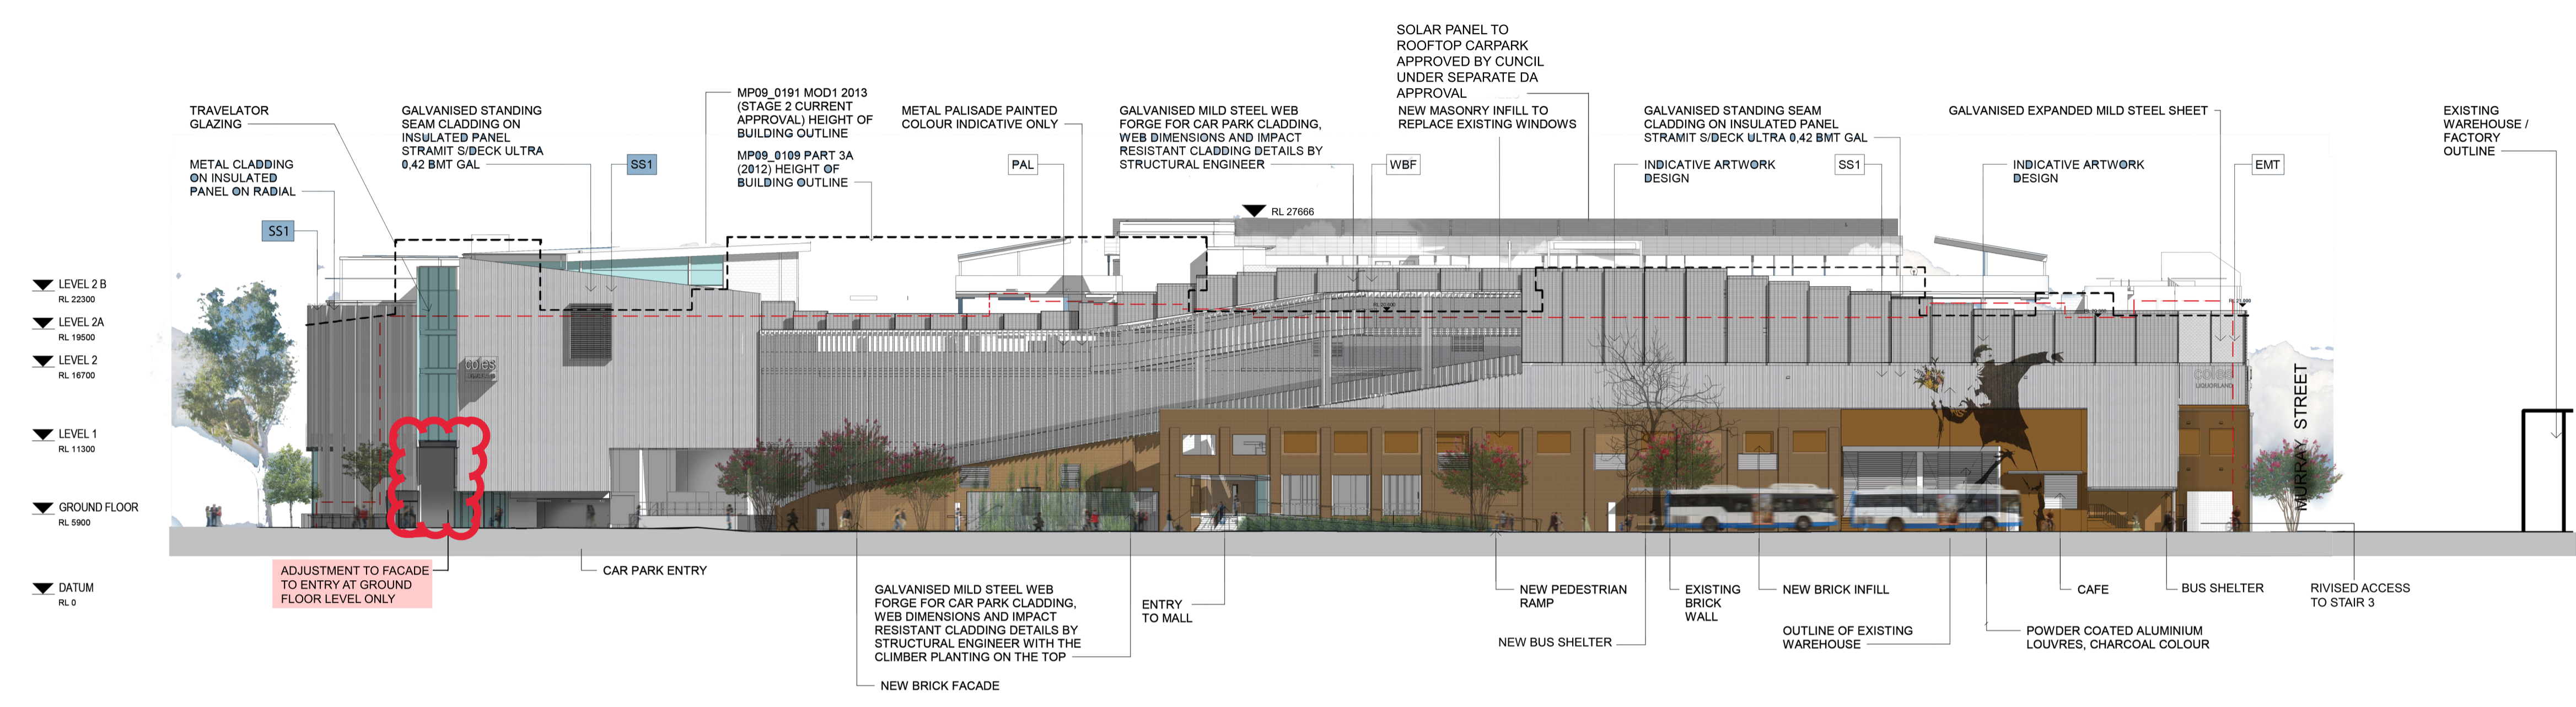 SOLAR PANEL TO
ROOFTOP CARPARK
APPROVED BY CUNCIL
UNDER SEPARATE DA
APPROVAL
TRAVELATOR
GLAZING
METAL CLADDING
ON INSULATED
PANEL ON RADIAL
SS1
GALVANISED STANDING
SEAM CLADDING ON
INSULATED PANEL
STRAMIT S/DECK ULTRA
0,42 BMT GAL
SS1
MP09_0191 MOD1 2013
(STAGE 2 CURRENT
APPROVAL) HEIGHT OF
BUILDING OUTLINE
MP09_0109 PART 3A
(2012) HEIGHT OF
BUILDING OUTLINE
METAL PALISADE PAINTED
COLOUR INDICATIVE ONLY
PAL
GALVANISED MILD STEEL WEB
FORGE FOR CAR PARK CLADDING,
WEB DIMENSIONS AND IMPACT
RESISTANT CLADDING DETAILS BY
STRUCTURAL ENGINEER
WBF
NEW MASONRY INFILL TO
REPLACE EXISTING WINDOWS
GALVANISED STANDING SEAM
CLADDING ON INSULATED PANEL
STRAMIT S/DECK ULTRA 0,42 BMT GAL
INDICATIVE ARTWORK
DESIGN
SS1
GALVANISED EXPANDED MILD STEEL SHEET
INDICATIVE ARTWORK
DESIGN
EMT
EXISTING
WAREHOUSE /
FACTORY
OUTLINE
RL 27666
LEVEL 2 B
RL 22300
LEVEL 2A
RL 19500
LEVEL 2
RL 16700
LEVEL 1
RL 11300
GROUND FLOOR
RL 5900
DATUM
RL 0
coles
coles
LIQUORLAND
MURRAY STREET
ADJUSTMENT TO FACADE
TO ENTRY AT GROUND
FLOOR LEVEL ONLY
CAR PARK ENTRY
GALVANISED MILD STEEL WEB
FORGE FOR CAR PARK CLADDING,
WEB DIMENSIONS AND IMPACT
RESISTANT CLADDING DETAILS BY
STRUCTURAL ENGINEER WITH THE
CLIMBER PLANTING ON THE TOP
NEW BRICK FACADE
ENTRY
TO MALL
NEW PEDESTRIAN
RAMP
NEW BUS SHELTER
EXISTING
BRICK
WALL
NEW BRICK INFILL
OUTLINE OF EXISTING
WAREHOUSE
CAFE
POWDER COATED ALUMINIUM
LOUVRES, CHARCOAL COLOUR
BUS SHELTER
RIVISED ACCESS
TO STAIR 3